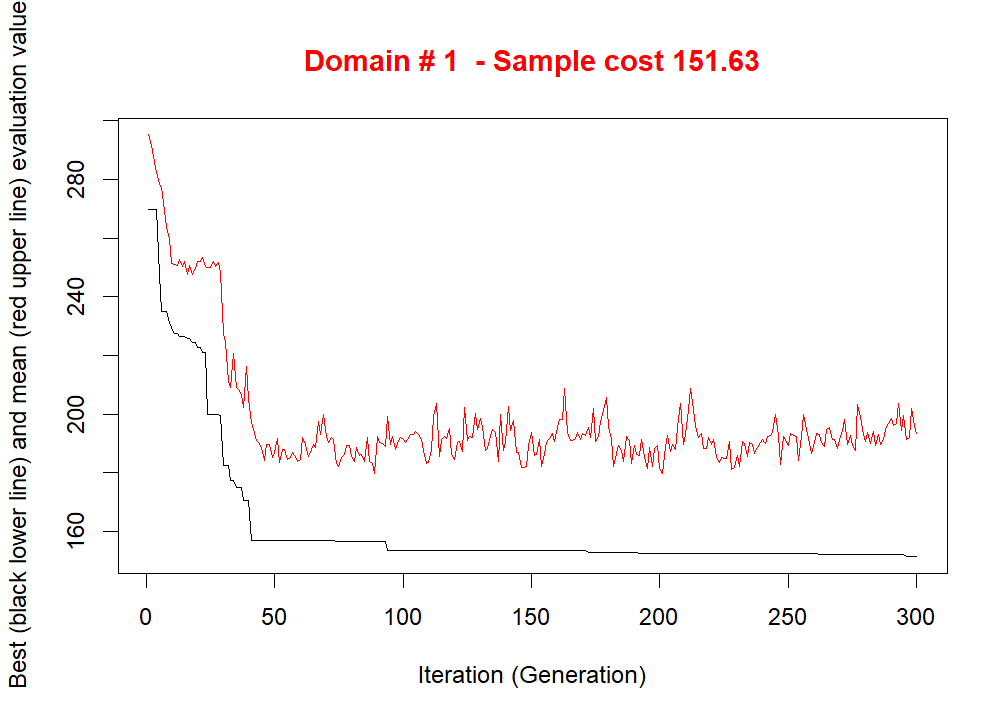 Domain # 1  - Sample cost 151.63
Best (black lower line) and mean (red upper line) evaluation value
280
240
200
160
0 50 100 150 200 250 300
Iteration (Generation)